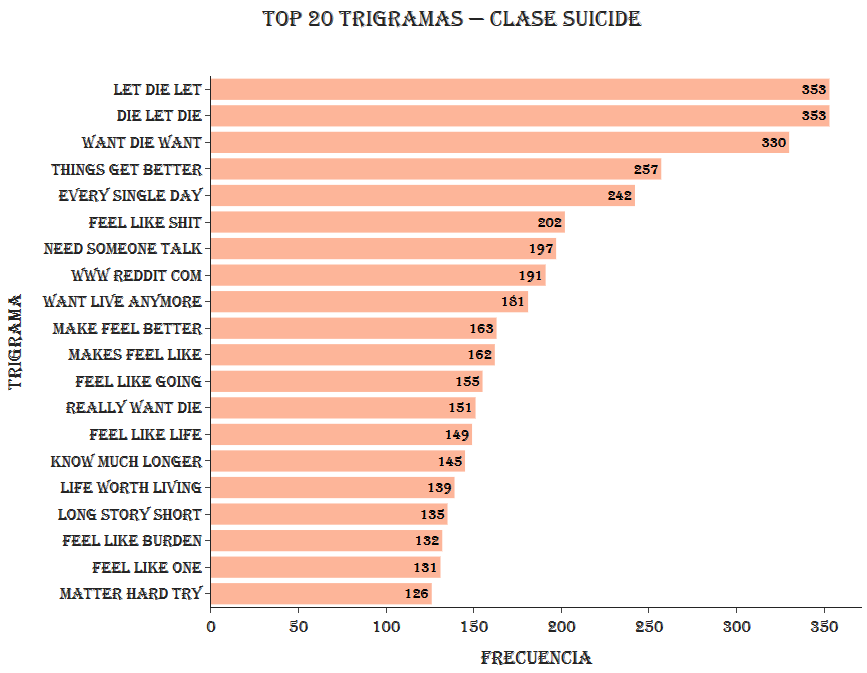 TOP 20 TRIGRAMAS – CLASE SUICIDE
TRIGRAMA
LET DIE LET 353
DIE LET DIE 353
WANT DIE WANT 330
THINGS GET BETTER 257
EVERY SINGLE DAY 242
FEEL LIKE SHIT 202
NEED SOMEONE TALK 197
WWW REDDIT COM 191
WANT LIVE ANYMORE 181
MAKE FEEL BETTER 163
MAKES FEEL LIKE 162
FEEL LIKE GOING 155
REALLY WANT DIE 151
FEEL LIKE LIFE 149
KNOW MUCH LONGER 145
LIFE WORTH LIVING 139
LONG STORY SHORT 135
FEEL LIKE BURDEN 132
FEEL LIKE ONE 131
MATTER HARD TRY 126
0 50 100 150 200 250 300 350
FRECUENCIA